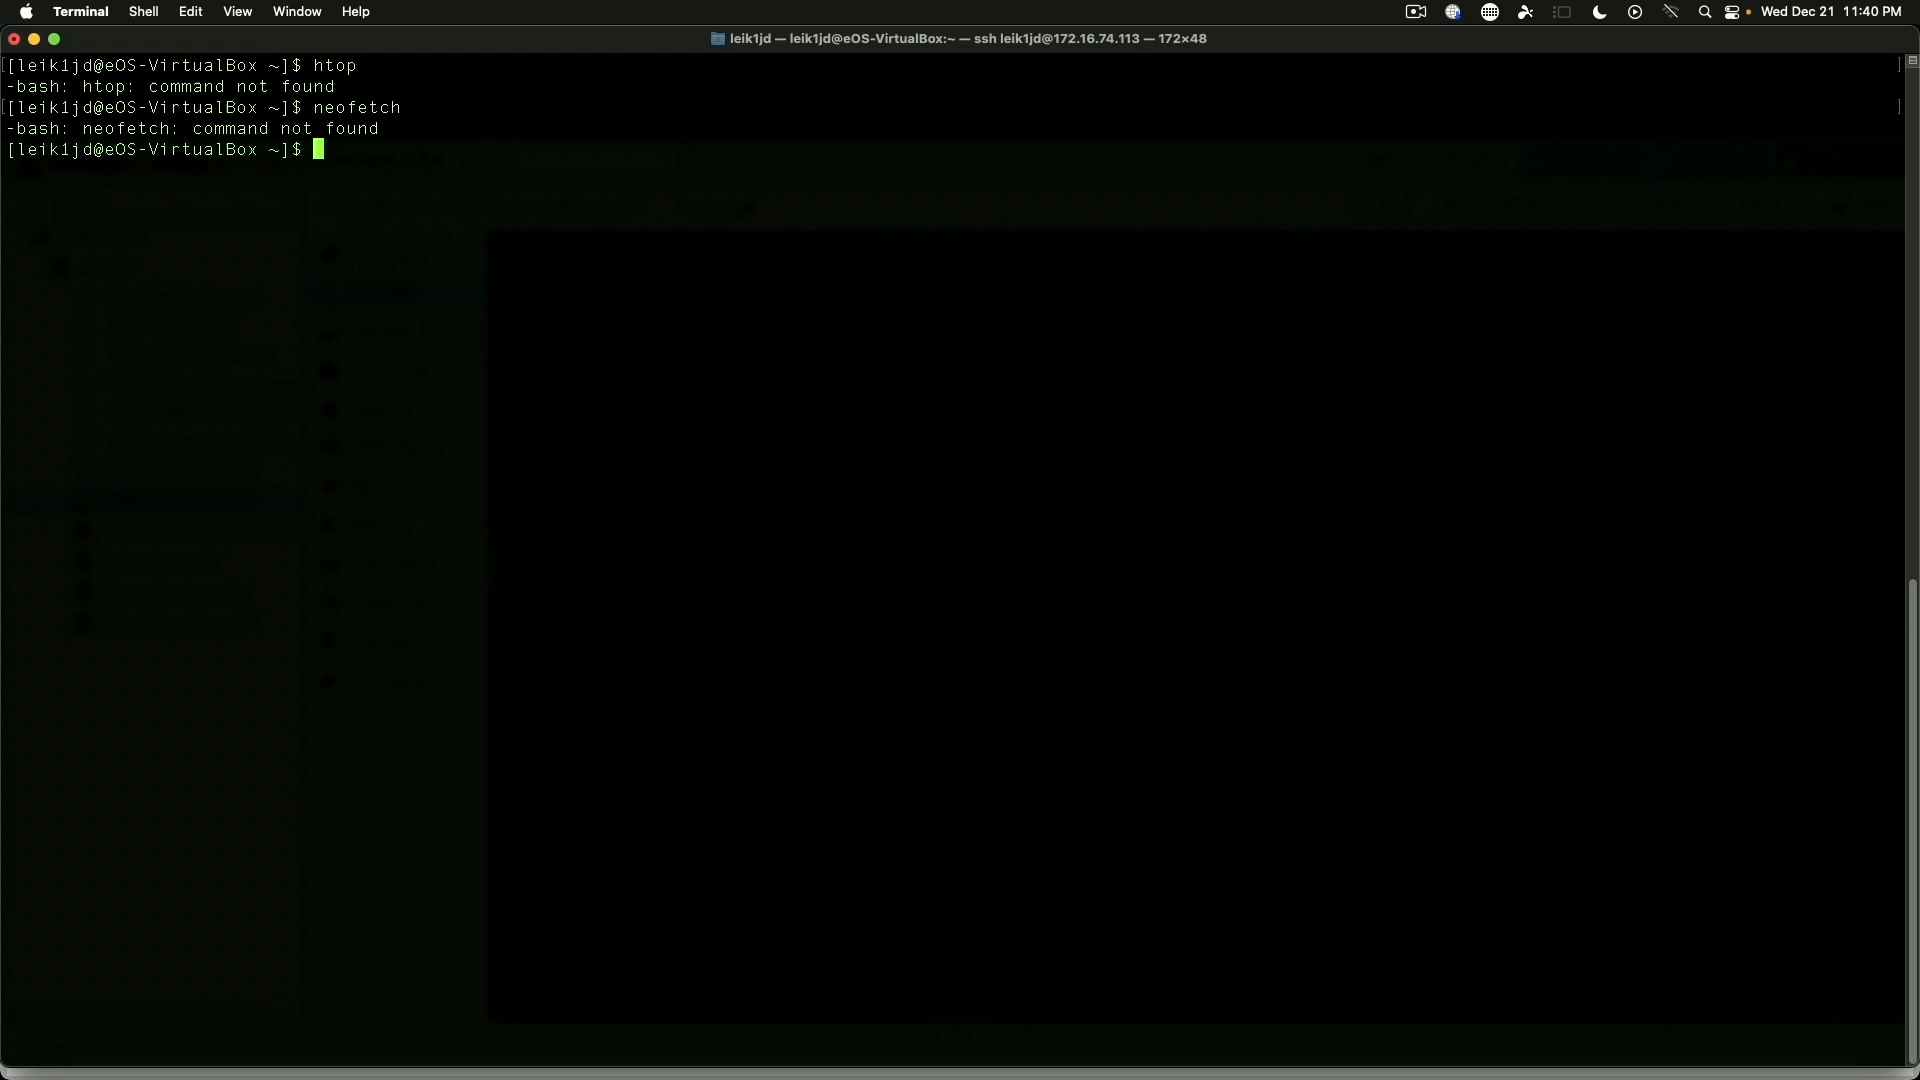 Terminal Shell Edit View Window Help Wed Dec 21 11:40 PM
leik1jd — leik1jd@eOS-VirtualBox:~ — ssh leik1jd@172.16.74.113 — 172×48
[[leik1jd@eOS-VirtualBox ~]$ htop ]
-bash: htop: command not found
[[leik1jd@eOS-VirtualBox ~]$ neofetch ]
-bash: neofetch: command not found
[leik1jd@eOS-VirtualBox ~]$